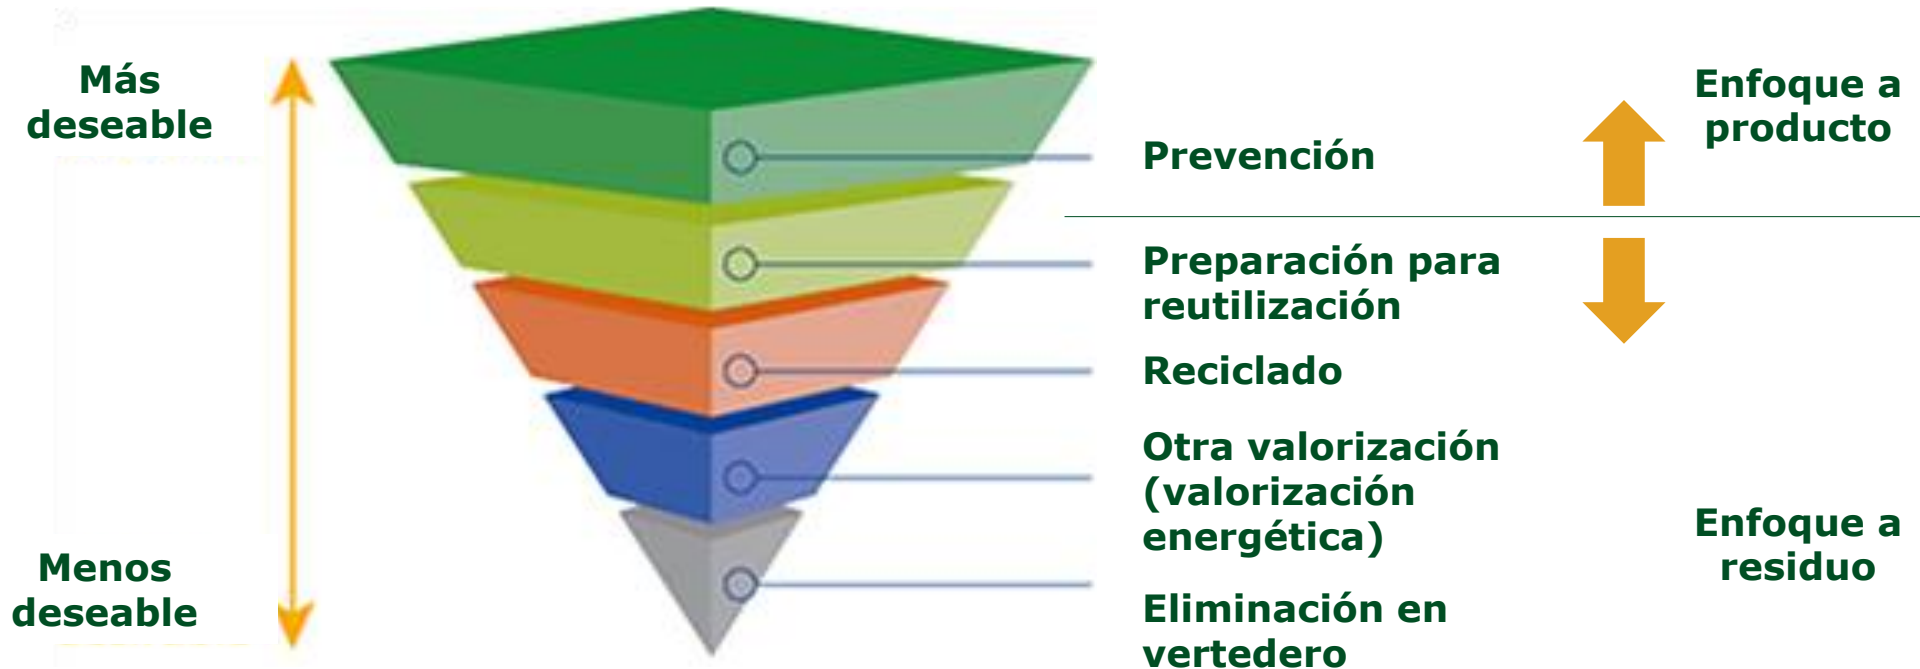 Más
deseable
Enfoque a
producto
Prevención
Preparación para
reutilización
Reciclado
Otra valorización
(valorización
energética)
Enfoque a
residuo
Menos
deseable
Eliminación en
vertedero